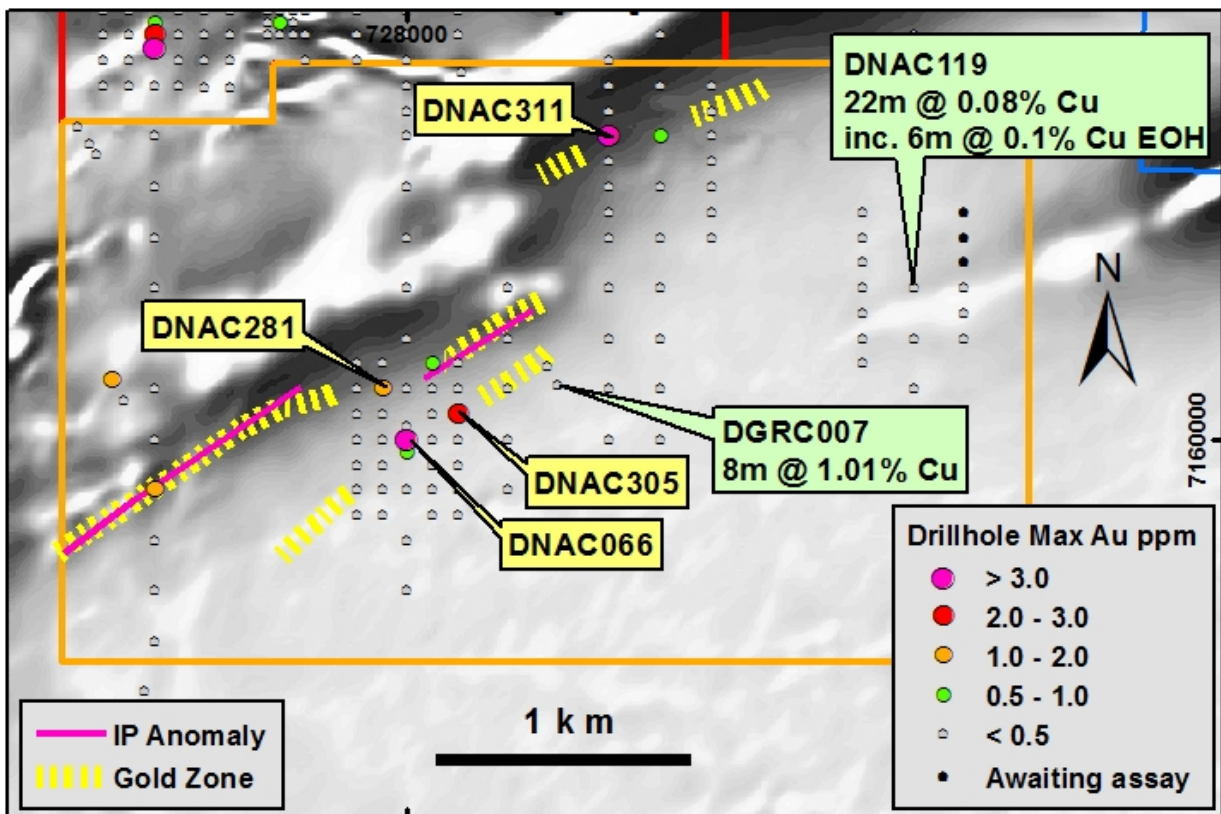 728000
DNAC119
22m @ 0.08% Cu
inc. 6m @ 0.1% Cu EOH
DNAC311
N
DNAC281
7160000
DGRC007
8m @ 1.01% Cu
DNAC305
DNAC066
Drillhole Max Au ppm
> 3.0
2.0 - 3.0
1.0 - 2.0
0.5 - 1.0
< 0.5
Awaiting assay
IP Anomaly
Gold Zone
1 km